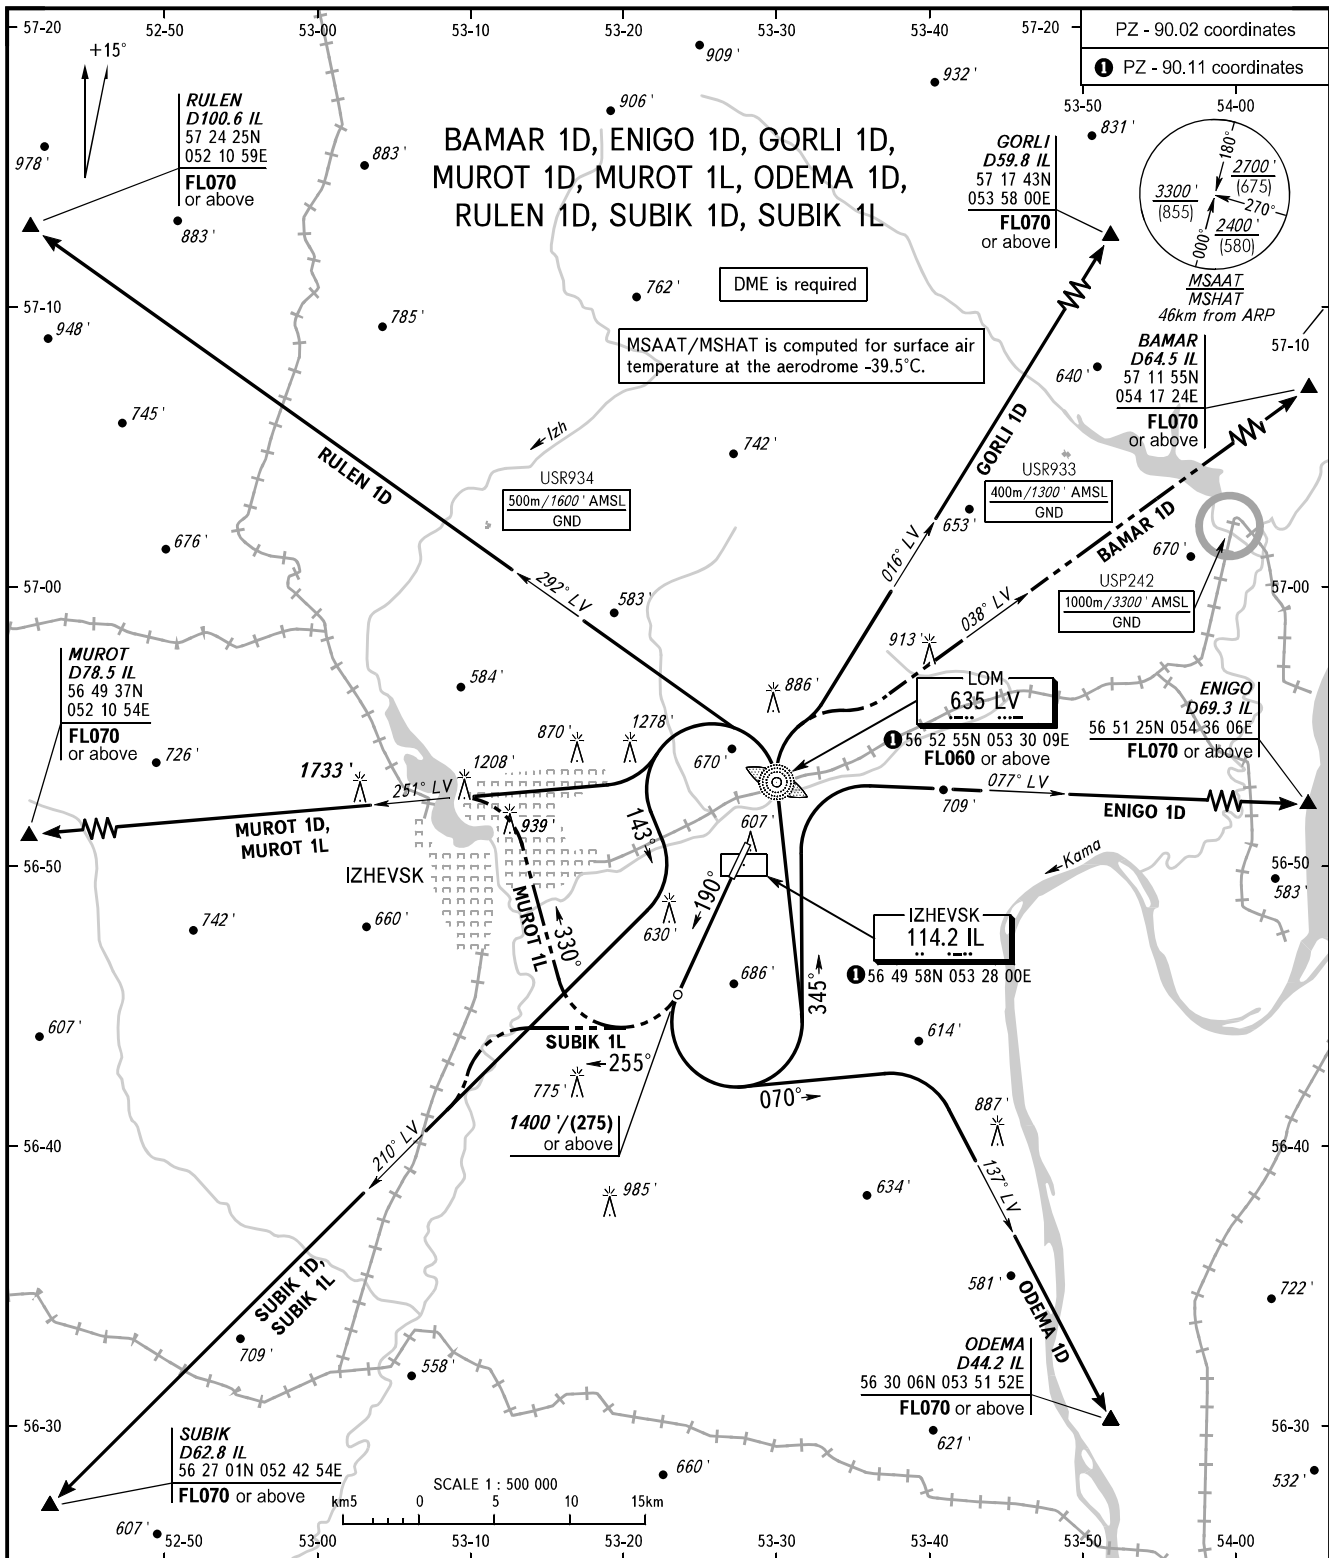 57-20
52-50
53-00
53-10
53-20
53-30
53-40
57-20
PZ - 90.02 coordinates
❶ PZ - 90.11 coordinates
53-50
54-00
+15°
909'
932'
906'
831'
978'
883'
883'
RULEN
D100.6 IL
57 24 25N
052 10 59E
FL070
or above
BAMAR 1D, ENIGO 1D, GORLI 1D,
MUROT 1D, MUROT 1L, ODEMA 1D,
RULEN 1D, SUBIK 1D, SUBIK 1L
GORLI
D59.8 IL
57 17 43N
053 58 00E
FL070
or above
180°
2700'
(675)
3300'
(855)
270°
2400'
(580)
000°
MSAAT
MSHAT
46km from ARP
DME is required
762'
57-10
785'
948'
MSAAT/MSHAT is computed for surface air
temperature at the aerodrome -39.5°C.
57-10
BAMAR
D64.5 IL
57 11 55N
054 17 24E
FL070
or above
640'
745'
Izh
742'
RULEN 1D
GORLI 1D
USR934
500m/1600' AMSL
GND
USR933
400m/1300' AMSL
GND
653'
BAMAR 1D
676'
670'
57-00
292° LV
016° LV
038° LV
USP242
1000m/3300' AMSL
GND
583'
913'
MUROT
D78.5 IL
56 49 37N
052 10 54E
FL070
or above
584'
886'
LOM
635 LV
❶ 56 52 55N 053 30 09E
FL060 or above
ENIGO
D69.3 IL
56 51 25N 054 36 06E
FL070 or above
870'
1278'
670'
726'
1733'
1208'
251° LV
077° LV
709'
ENIGO 1D
939'
MUROT 1D,
MUROT 1L
143°
607'
56-50
Kama
56-50
IZHEVSK
583'
190°
742'
660'
MUROT 1L
630'
IZHEVSK
114.2 IL
❶ 56 49 58N 053 28 00E
330°
686'
345°
607'
SUBIK 1L
614'
255°
775'
070°
1400'/(275)
or above
887'
56-40
210° LV
56-40
137° LV
985'
634'
581'
722'
SUBIK 1D,
SUBIK 1L
ODEMA 1D
709'
558'
ODEMA
D44.2 IL
56 30 06N 053 51 52E
FL070 or above
56-30
56-30
621'
SUBIK
D62.8 IL
56 27 01N 052 42 54E
FL070 or above
660'
532'
SCALE 1 : 500 000
km5
0
5
10
15km
607'
52-50
53-00
53-10
53-20
53-30
53-40
53-50
54-00